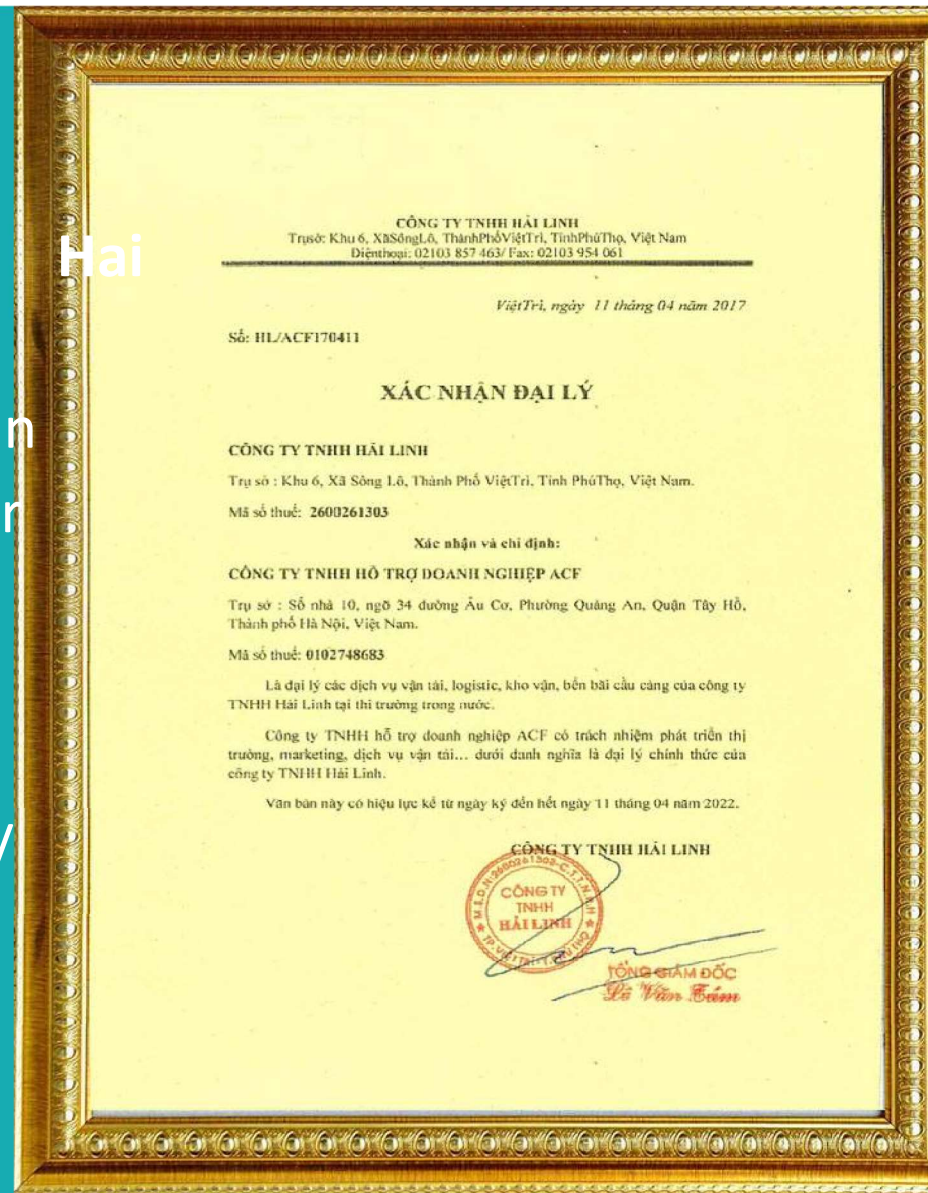 Hai
n
r
y
CÔNG TY TNHH HẢI LINH
Trụsở: Khu 6, XãSôngLô, ThànhPhốViệtTrì, TỉnhPhúThọ, Việt Nam
Điệnthoại: 02103 857 463/ Fax: 02103 954 061
ViệtTrì, ngày 11 tháng 04 năm 2017
Số: HL/ACF170411
XÁC NHẬN ĐẠI LÝ
CÔNG TY TNHH HẢI LINH
Trụ sở : Khu 6, Xã Sông Lô, Thành Phố ViệtTrì, Tỉnh PhúThọ, Việt Nam.
Mã số thuế: 2600261303
Xác nhận và chỉ định:
CÔNG TY TNHH HỖ TRỢ DOANH NGHIỆP ACF
Trụ sở : Số nhà 10, ngõ 34 đường Âu Cơ, Phường Quảng An, Quận Tây Hồ,
Thành phố Hà Nội, Việt Nam.
Mã số thuế: 0102748683
Là đại lý các dịch vụ vận tải, logistic, kho vận, bến bãi cầu cảng của công ty
TNHH Hải Linh tại thi trường trong nước.
Công ty TNHH hỗ trợ doanh nghiệp ACF có trách nhiệm phát triển thị
trường, marketing, dịch vụ vận tải... dưới danh nghĩa là đại lý chính thức của
công ty TNHH Hải Linh.
Văn bản này có hiệu lực kể từ ngày ký đến hết ngày 11 tháng 04 năm 2022.
CÔNG TY TNHH HẢI LINH
M.S.D.N:2600261303-C.T.T.N.H.H
CÔNG TY
TNHH
HẢI LINH
TP.VIỆT TRÌ-T.PHÚ THỌ
TỔNG GIÁM ĐỐC
Lê Văn Tám